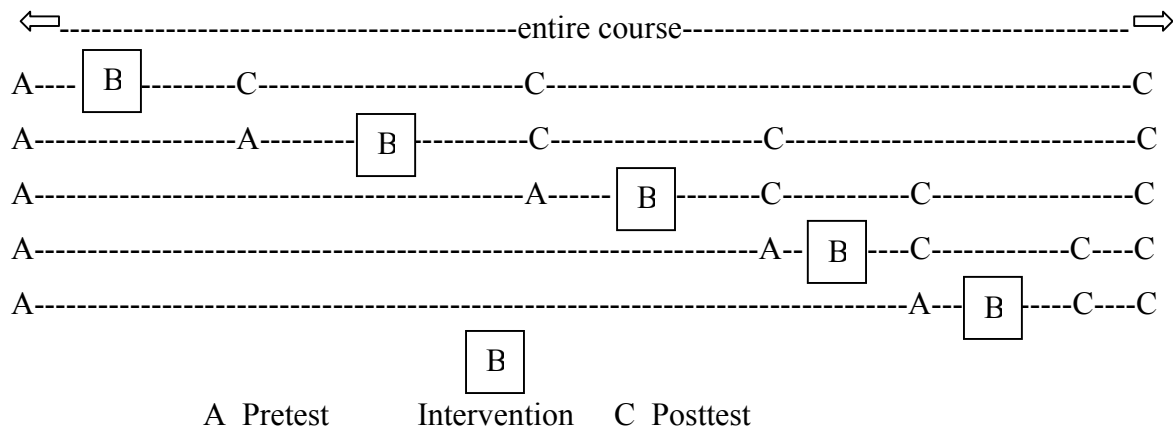 entire course
A B C C C
A A B C C C
A A B C C C
A A B C C C
A A B C C
B
A Pretest Intervention C Posttest